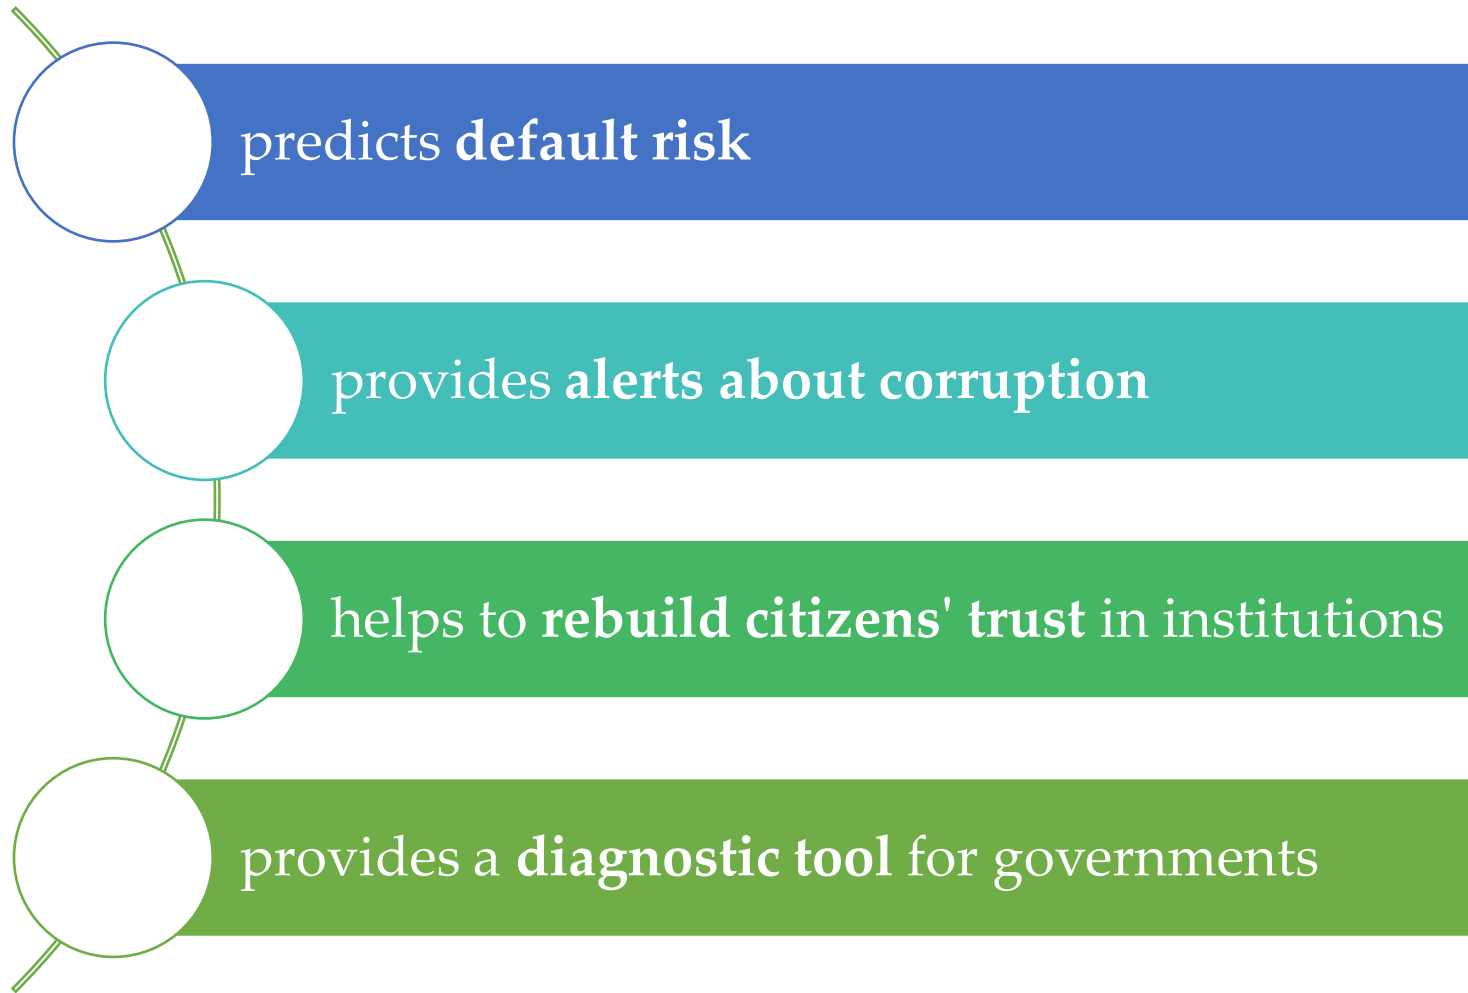 predicts default risk
provides alerts about corruption
helps to rebuild citizens' trust in institutions
provides a diagnostic tool for governments